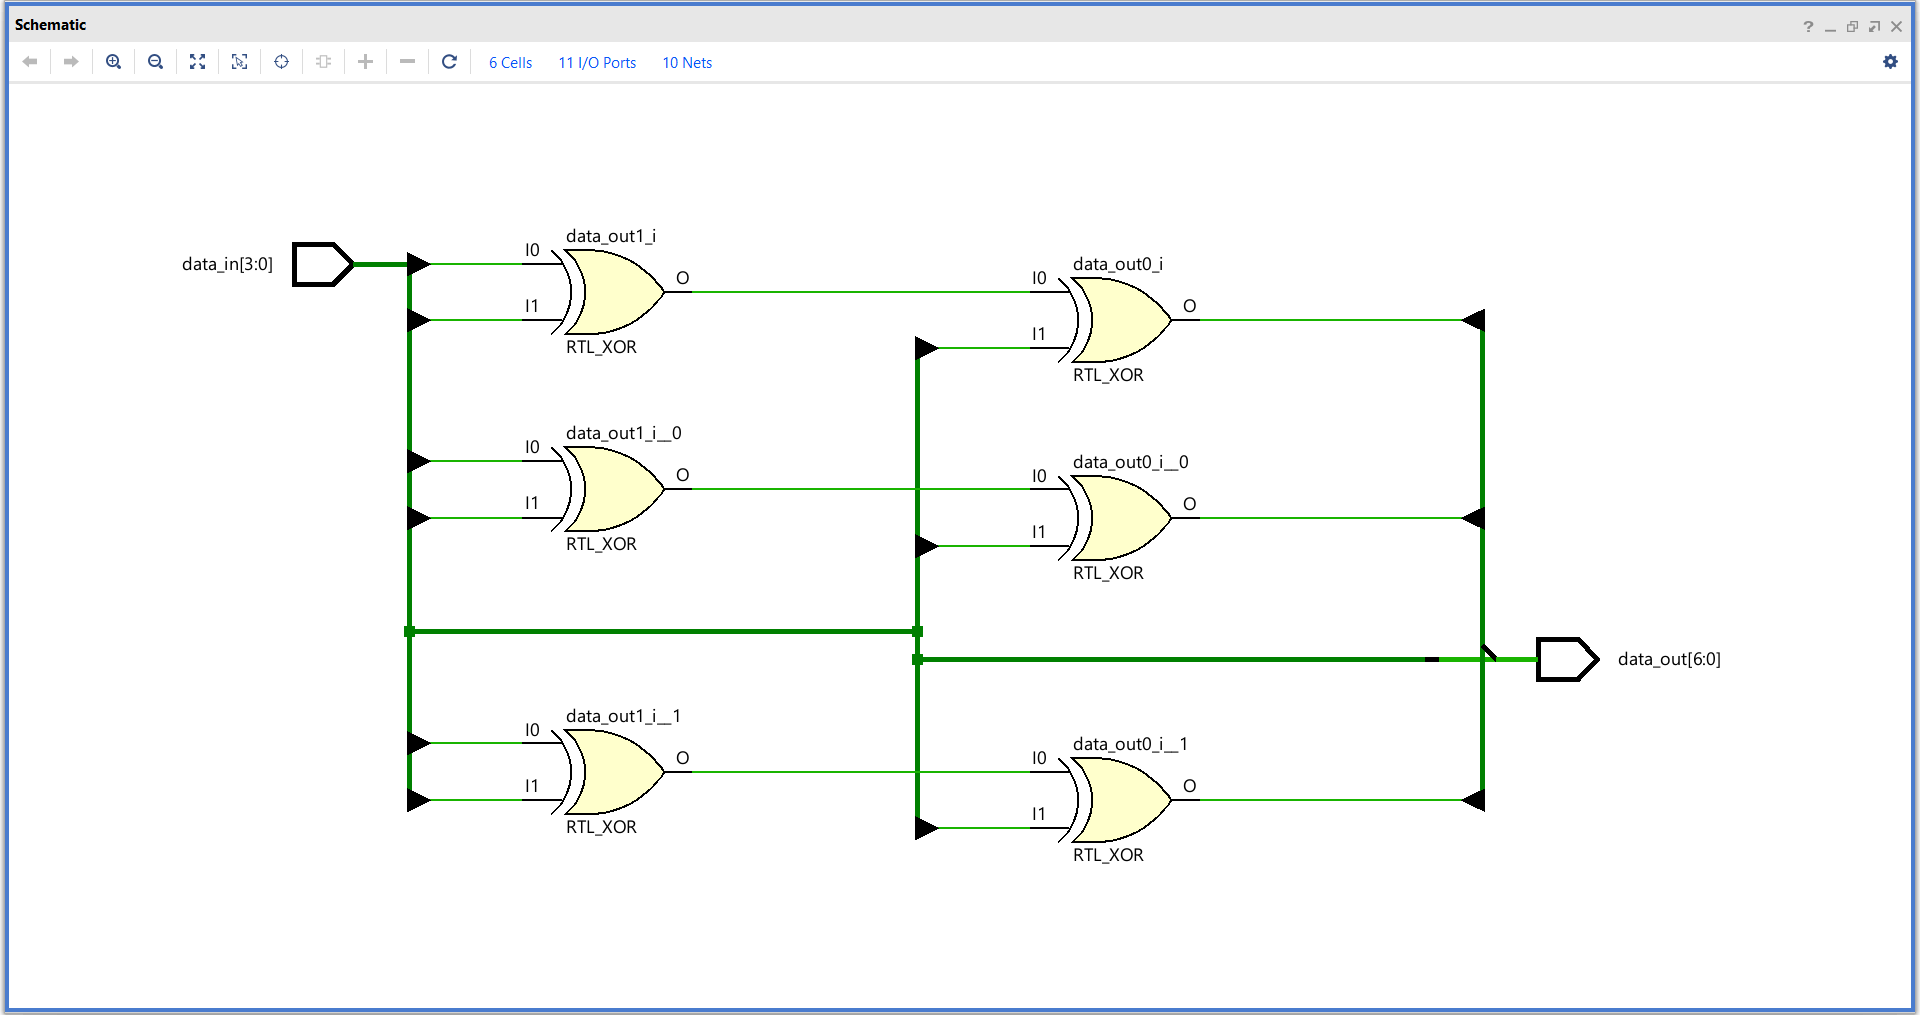 Schematic
6 Cells 11 I/O Ports 10 Nets
data_in[3:0]
data_out1_i
I0
I1
O
RTL_XOR
data_out0_i
I0
I1
O
RTL_XOR
data_out1_i__0
I0
I1
O
RTL_XOR
data_out0_i__0
I0
I1
O
RTL_XOR
data_out[6:0]
data_out1_i__1
I0
I1
O
RTL_XOR
data_out0_i__1
I0
I1
O
RTL_XOR